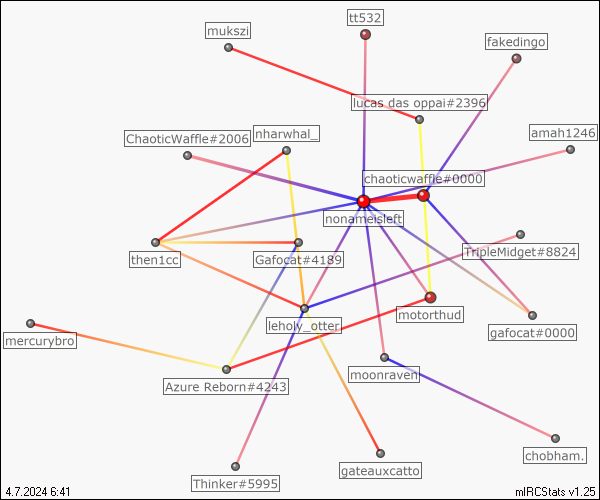 tt532
mukszi
fakedingo
lucas das oppai#2396
nharwhal_
amah1246
ChaoticWaffle#2006
chaoticwaffle#0000
nonameisleft
TripleMidget#8824
then1cc
Gafocat#4189
motorthud
leholy_otter
gafocat#0000
mercurybro
moonraven
Azure Reborn#4243
chobham.
gateauxcatto
Thinker#5995
4.7.2024 6:41
mIRCStats v1.25